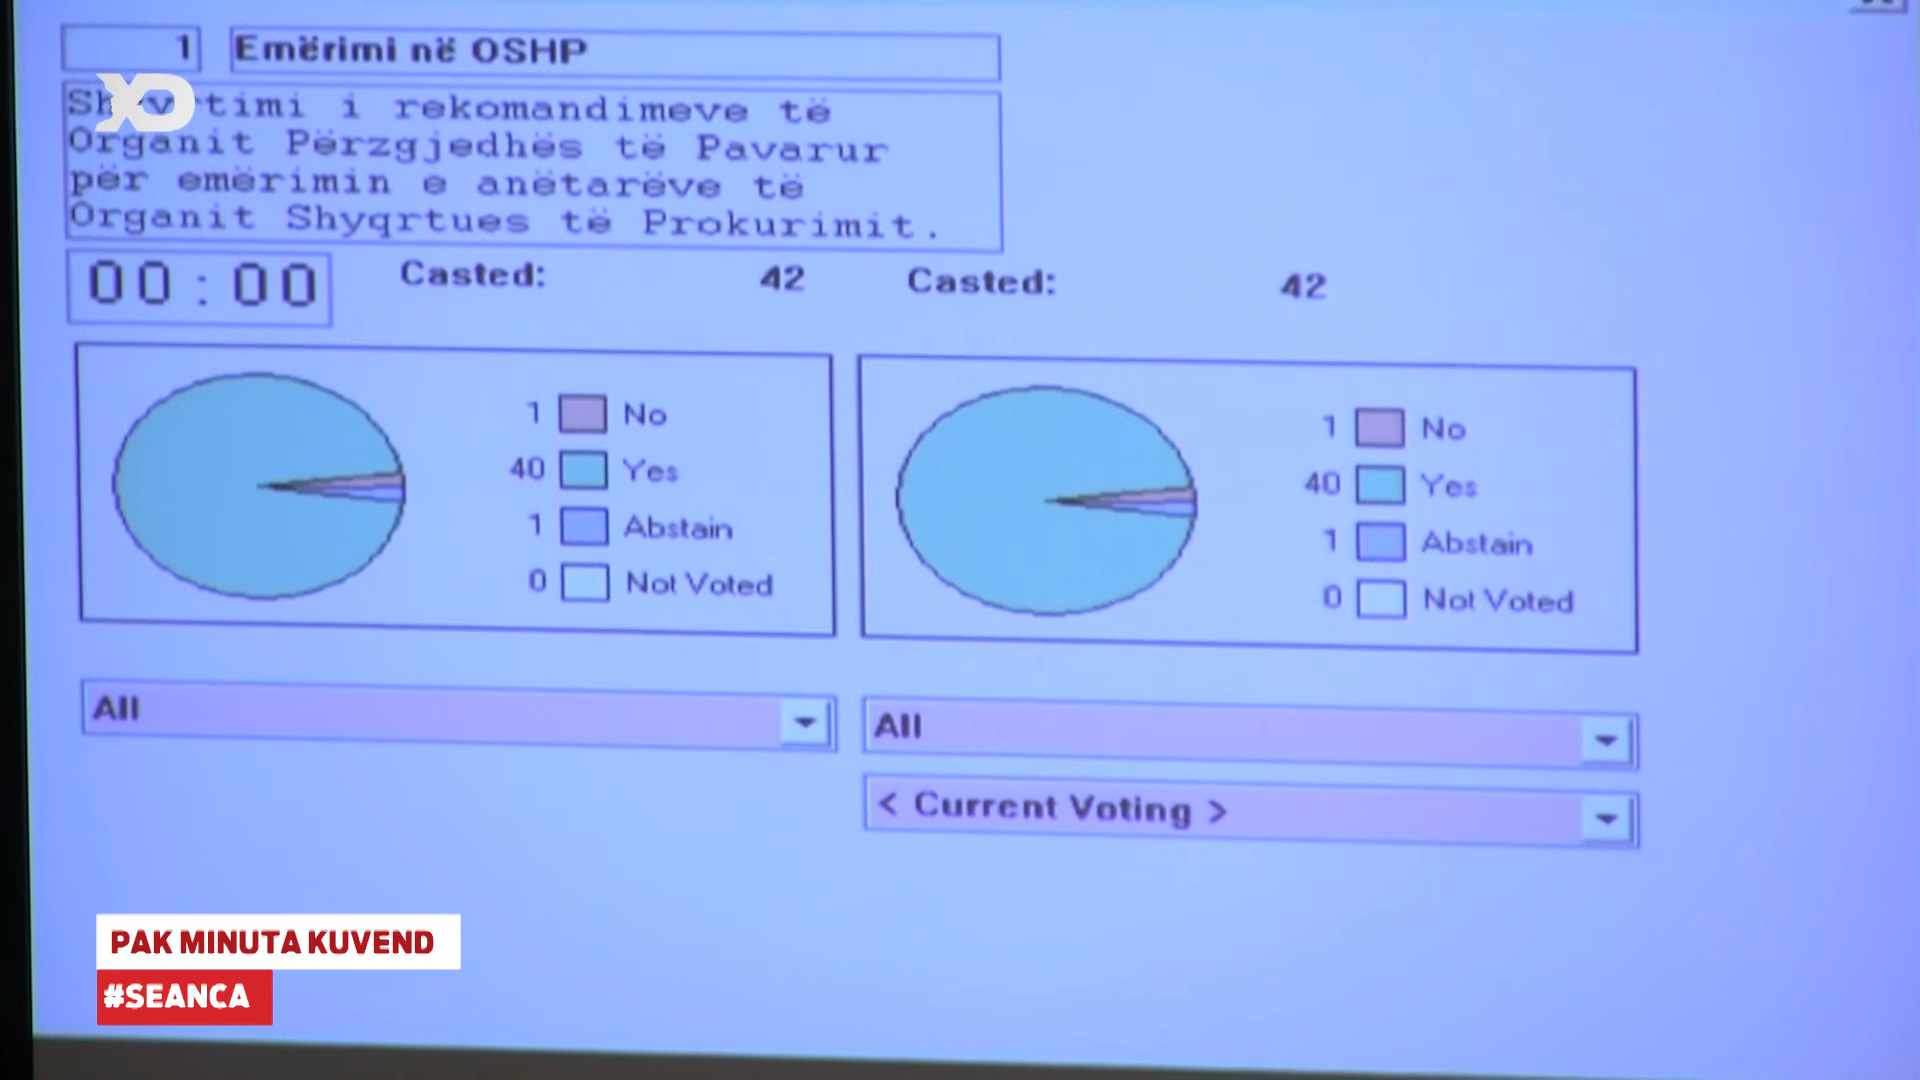 1 Emërimi në OSHP
timi i rekomandimeve të
Organit Përzgjedhës të Pavarur
për emërimin e anëtarëve të
Organit Shyqrtues të Prokurimit.
00:00 Casted: 42 Casted: 42
1 No
40 Yes
1 Abstain
0 Not Voted
1 No
40 Yes
1 Abstain
0 Not Voted
All
All
< Current Voting >
PAK MINUTA KUVEND
#SEANCA
XD